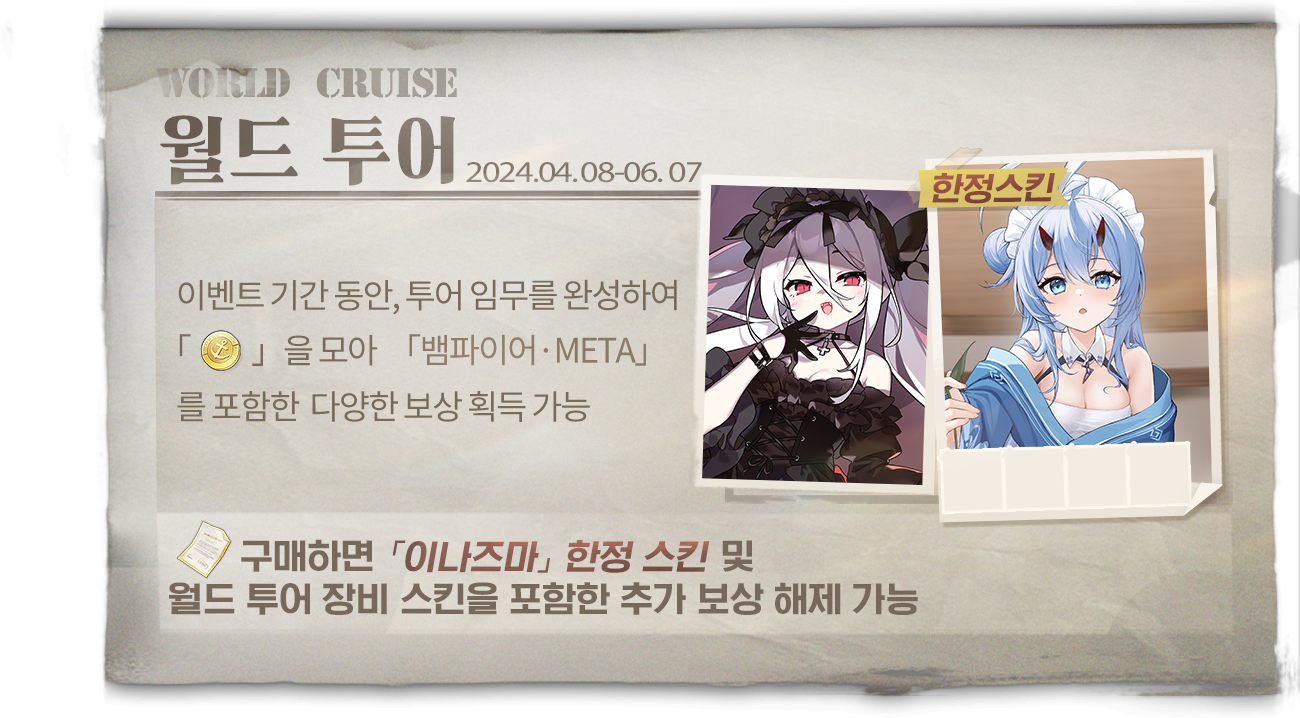 WORLD CRUISE
월드 투어
2024.04.08-06.07
한정스킨
이벤트 기간 동안, 투어 임무를 완성하여
「 」 을 모아 「뱀파이어·META」
를 포함한 다양한 보상 획득 가능
구매하면 「이나즈마」 한정 스킨 및
월드 투어 장비 스킨을 포함한 추가 보상 해제 가능